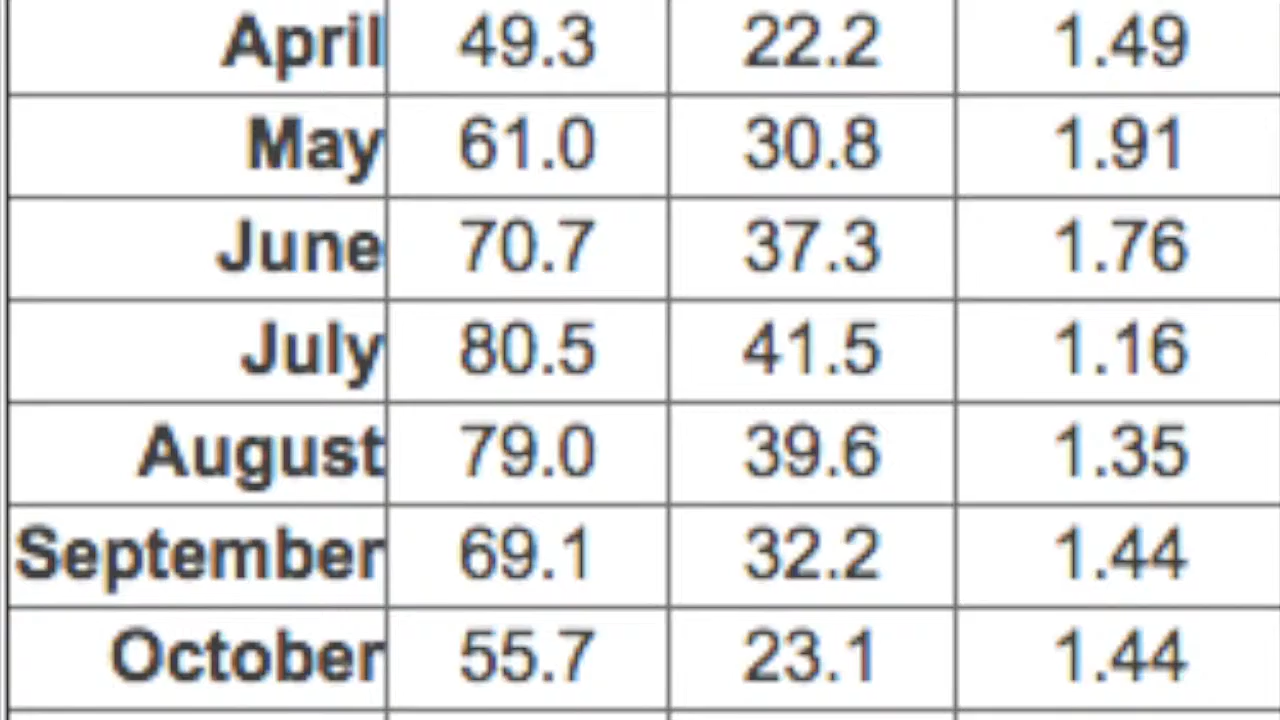 April 49.3 22.2 1.49
May 61.0 30.8 1.91
June 70.7 37.3 1.76
July 80.5 41.5 1.16
August 79.0 39.6 1.35
September 69.1 32.2 1.44
October 55.7 23.1 1.44